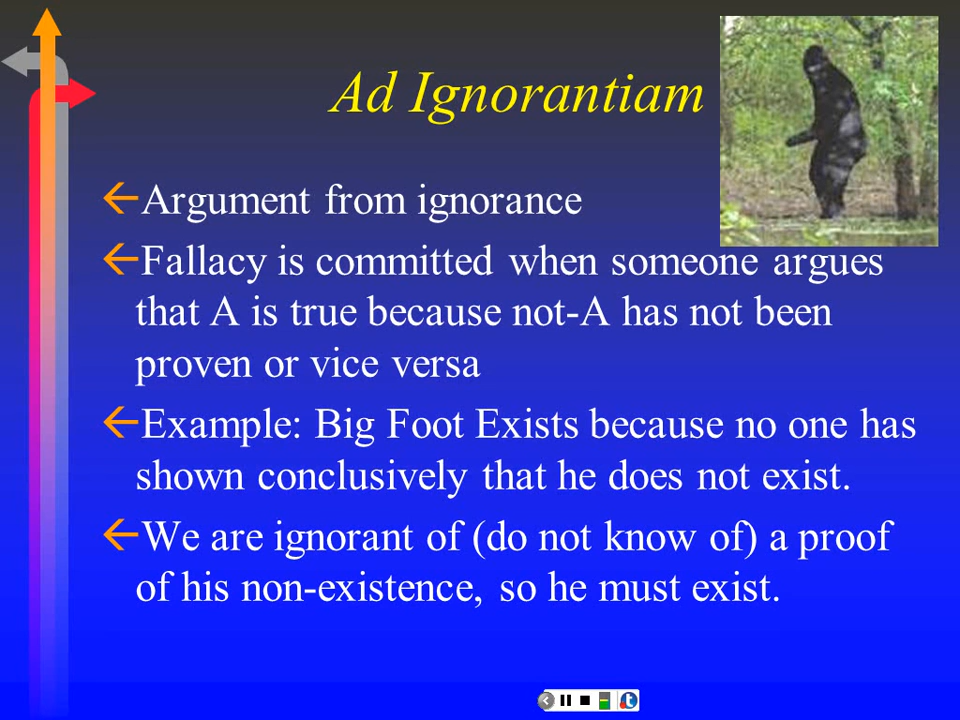 Ad Ignorantiam
Argument from ignorance
Fallacy is committed when someone argues
that A is true because not-A has not been
proven or vice versa
Example: Big Foot Exists because no one has
shown conclusively that he does not exist.
We are ignorant of (do not know of) a proof
of his non-existence, so he must exist.
t